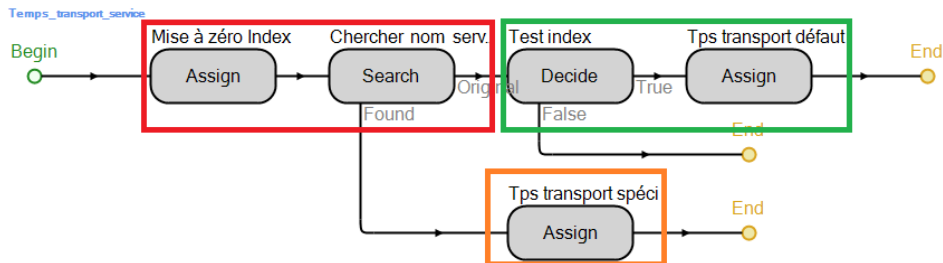 Temps_transport_service
Mise à zéro Index
Chercher nom serv.
Test index
Tps transport défaut
Begin
End
Assign
Search
Decide
Assign
Original
True
Found
False
End
Tps transport spéci
End
Assign